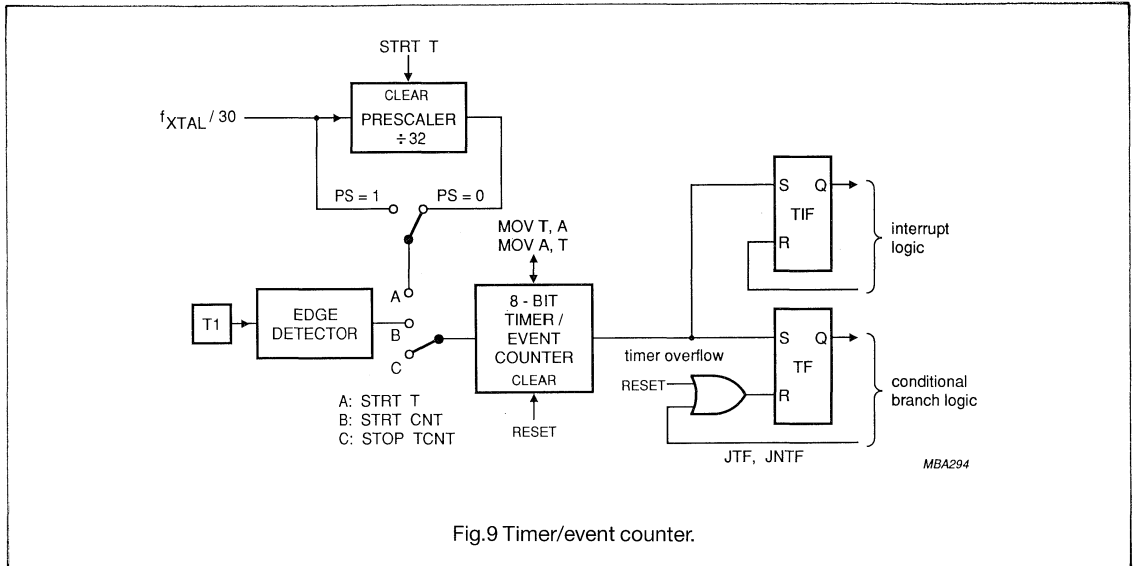 STRT T
CLEAR
PRESCALER
÷32
fXTAL / 30
PS = 1
PS = 0
MOV T, A
MOV A, T
S Q
TIF
R
interrupt
logic
A
B
C
T1
EDGE
DETECTOR
8 - BIT
TIMER /
EVENT
COUNTER
CLEAR
timer overflow
S Q
TF
R
RESET
conditional
branch logic
A: STRT T
B: STRT CNT
C: STOP TCNT
RESET
JTF, JNTF
MBA294
Fig.9 Timer/event counter.